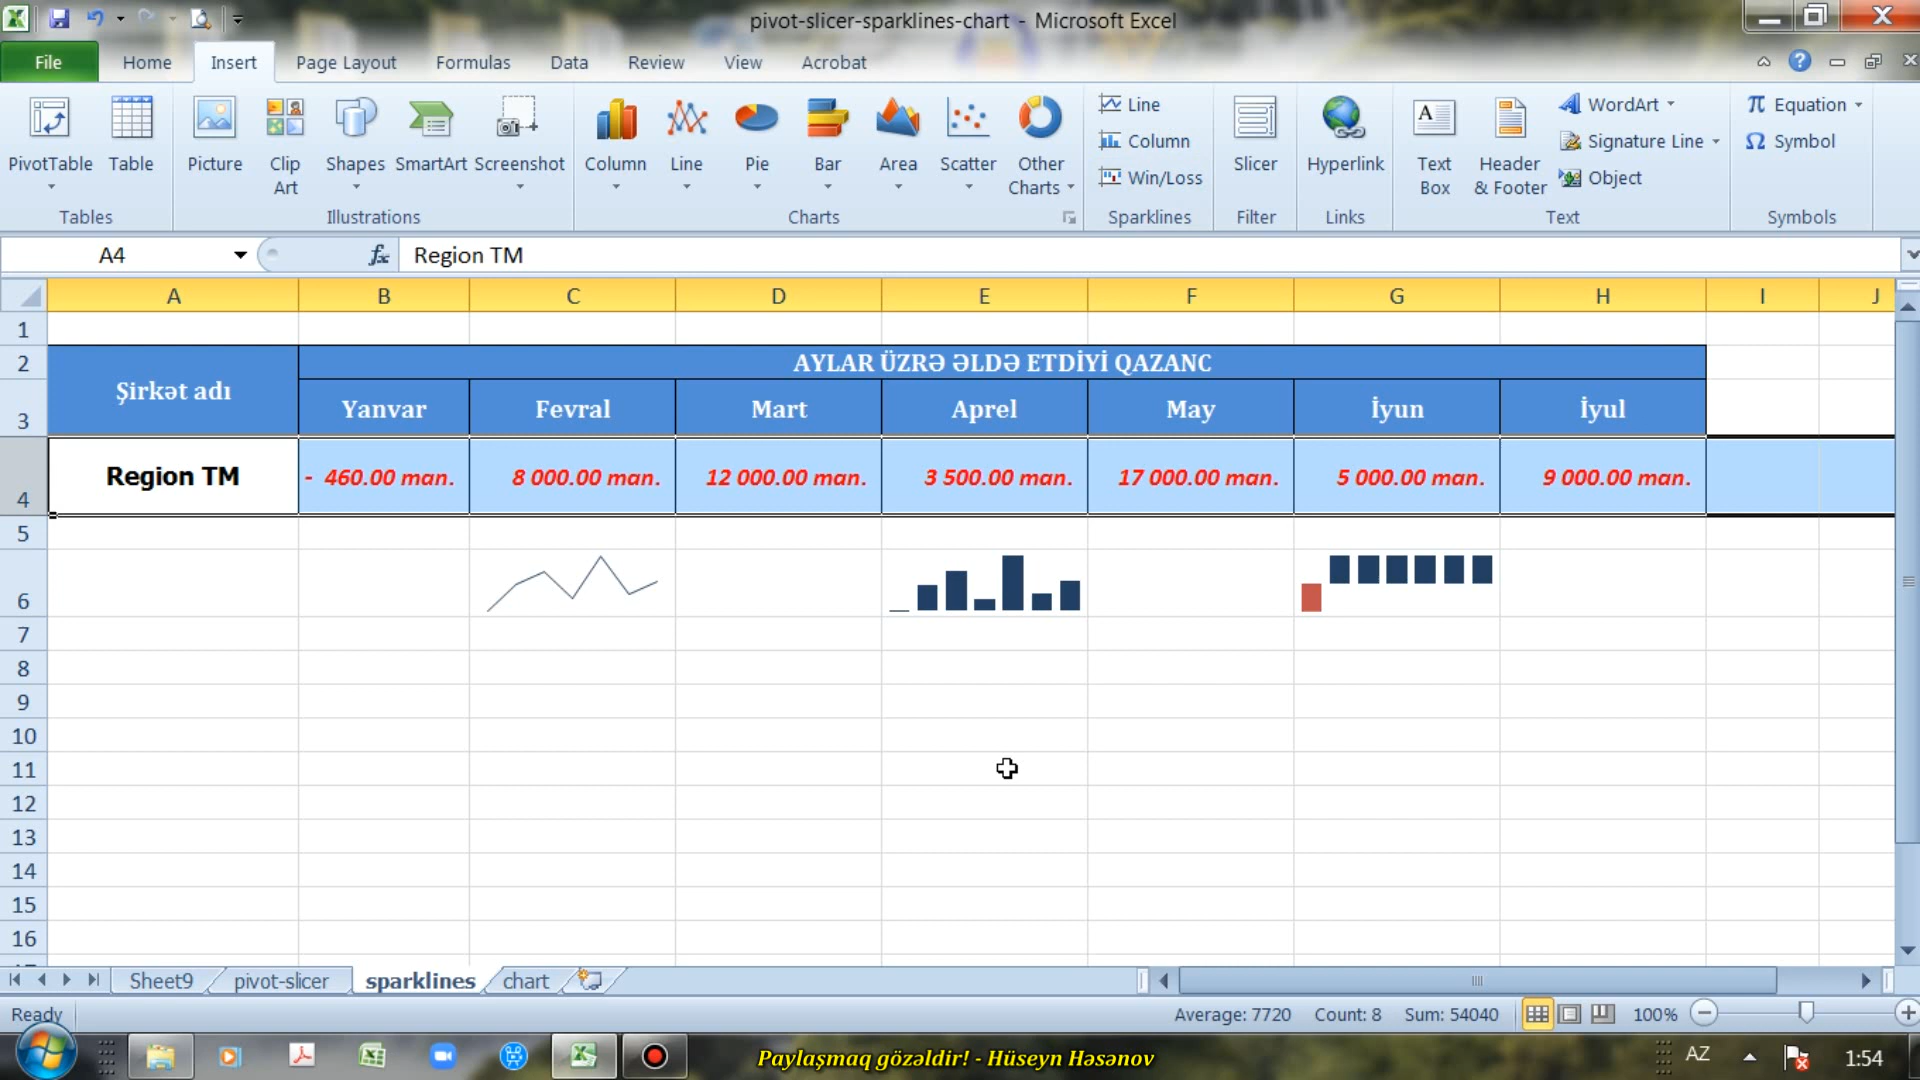 pivot-slicer-sparklines-chart - Microsoft Excel
File Home Insert Page Layout Formulas Data Review View Acrobat
PivotTable Table Picture Clip Art Shapes SmartArt Screenshot Column Line Pie Bar Area Scatter Other Charts Line Column Win/Loss Slicer Hyperlink Text Box Header & Footer WordArt Signature Line Object Equation Symbol
Tables Illustrations Charts Sparklines Filter Links Text Symbols
A4 fx Region TM
A B C D E F G H I J
1
2 AYLAR ÜZRƏ ƏLDƏ ETDİYİ QAZANC
Şirkət adı
3 Yanvar Fevral Mart Aprel May İyun İyul
4 Region TM - 460.00 man. 8 000.00 man. 12 000.00 man. 3 500.00 man. 17 000.00 man. 5 000.00 man. 9 000.00 man.
5
6
7
8
9
10
11
12
13
14
15
16
Sheet9 pivot-slicer sparklines chart
Ready Average: 7720 Count: 8 Sum: 54040 100%
Paylaşmaq gözəldir! - Hüseyn Həsənov AZ 1:54